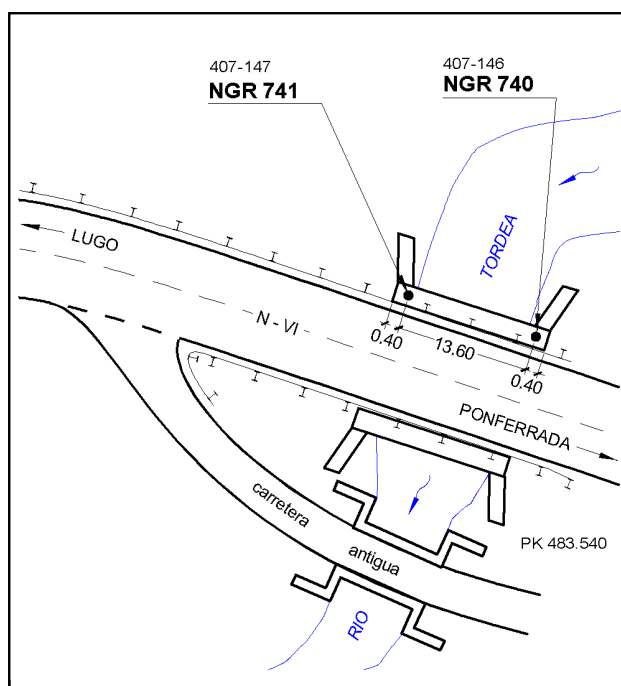 407-147
NGR 741
407-146
NGR 740
TORDEA
LUGO
N - VI
0.40
13.60
0.40
PONFERRADA
carretera
antigua
PK 483.540
RIO